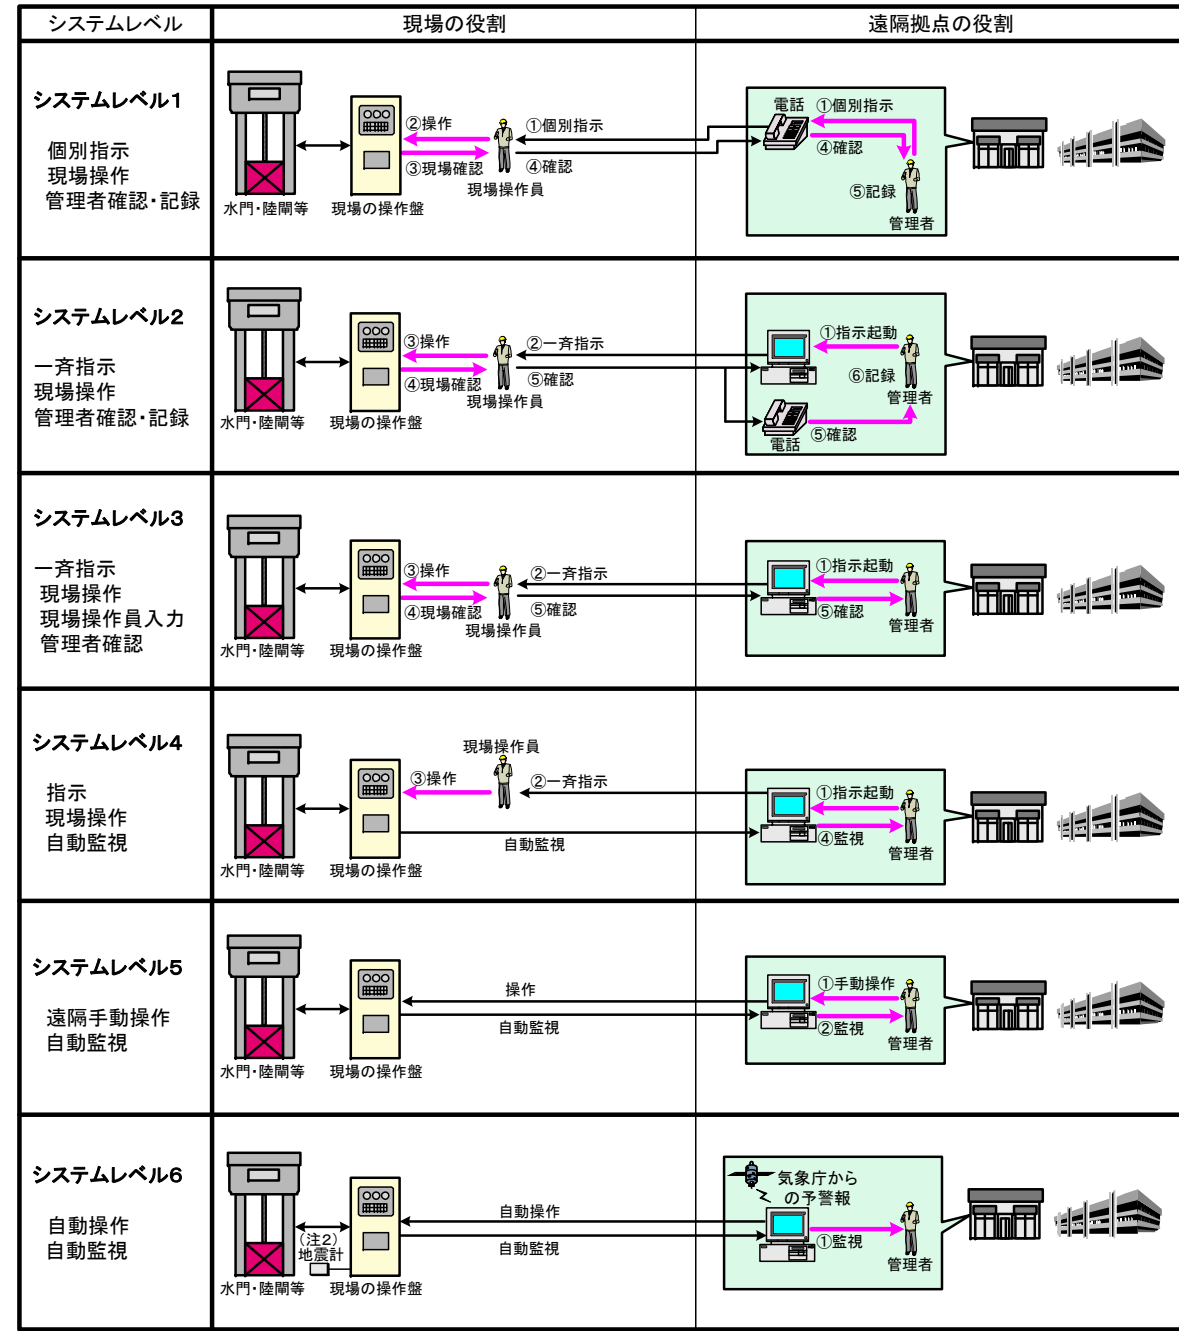 システムレベル
現場の役割
遠隔拠点の役割
システムレベル１
個別指示
現場操作
管理者確認・記録
水門・陸閘等
現場の操作盤
②操作
③現場確認
①個別指示
④確認
現場操作員
電話
①個別指示
④確認
⑤記録
管理者
システムレベル２
一斉指示
現場操作
管理者確認・記録
水門・陸閘等
現場の操作盤
③操作
④現場確認
②一斉指示
⑤確認
現場操作員
①指示起動
⑥記録
管理者
電話
⑤確認
システムレベル３
一斉指示
現場操作
現場操作員入力
管理者確認
水門・陸閘等
現場の操作盤
③操作
④現場確認
②一斉指示
⑤確認
現場操作員
①指示起動
⑤確認
管理者
システムレベル４
指示
現場操作
自動監視
水門・陸閘等
現場の操作盤
現場操作員
③操作
②一斉指示
自動監視
①指示起動
④監視
管理者
システムレベル５
遠隔手動操作
自動監視
水門・陸閘等
現場の操作盤
操作
自動監視
①手動操作
②監視
管理者
システムレベル６
自動操作
自動監視
（注２）
地震計
水門・陸閘等
現場の操作盤
自動操作
自動監視
気象庁から
の予警報
①監視
管理者